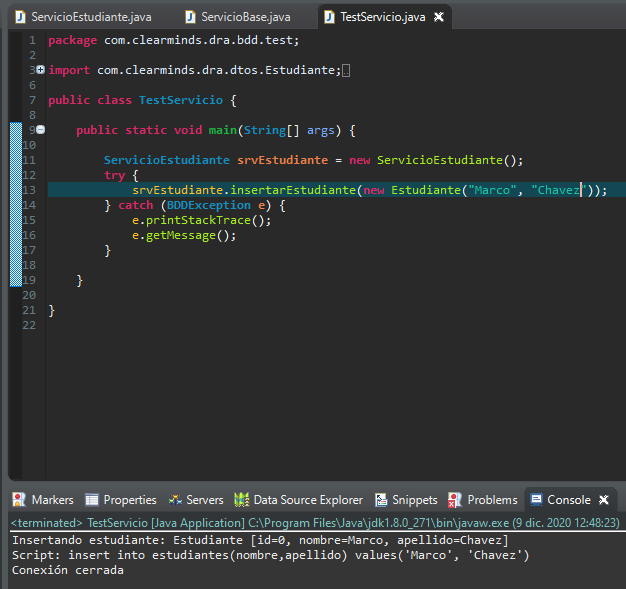 ServicioEstudiante.java ServicioBase.java TestServicio.java
1 package com.clearminds.dra.bdd.test;
2
3 import com.clearminds.dra.dtos.Estudiante;
6
7 public class TestServicio {
8
9 public static void main(String[] args) {
10
11 ServicioEstudiante srvEstudiante = new ServicioEstudiante();
12 try {
13 srvEstudiante.insertarEstudiante(new Estudiante("Marco", "Chavez"));
14 } catch (BDDException e) {
15 e.printStackTrace();
16 e.getMessage();
17 }
18
19 }
20
21 }
22
Markers Properties Servers Data Source Explorer Snippets Problems Console
<terminated> TestServicio [Java Application] C:\Program Files\Java\jdk1.8.0_271\bin\javaw.exe (9 dic. 2020 12:48:23)
Insertando estudiante: Estudiante [id=0, nombre=Marco, apellido=Chavez]
Script: insert into estudiantes(nombre,apellido) values('Marco', 'Chavez')
Conexión cerrada